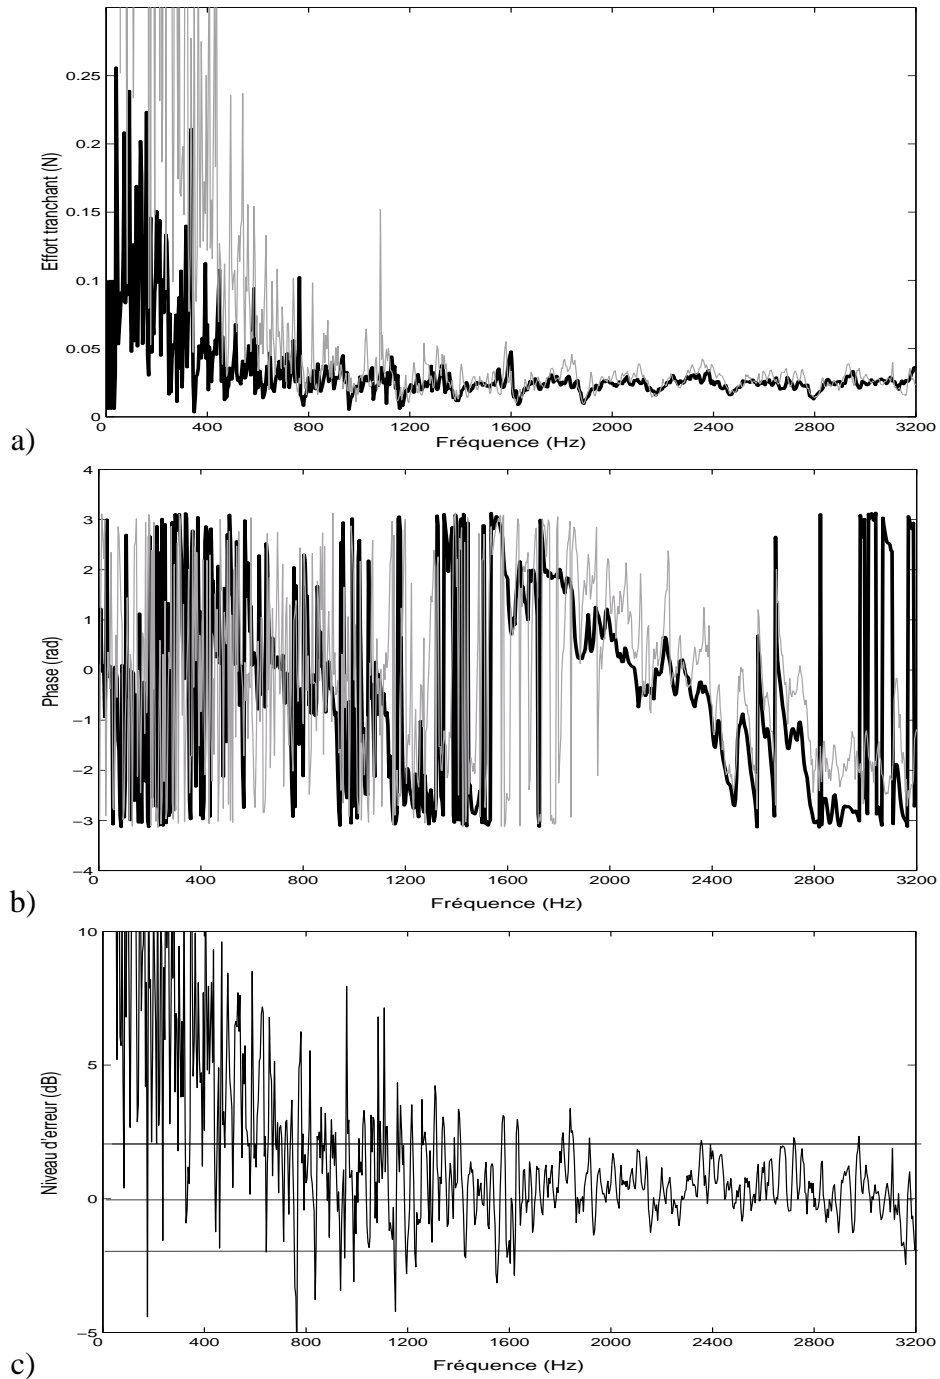 0.25
0.2
0.15
0.1
0.05
0
Effort tranchant (N)
400 800 1200 1600 2000 2400 2800 3200
Fréquence (Hz)
a)
4
3
2
1
0
−1
−2
−3
−4
Phase (rad)
0 400 800 1200 1600 2000 2400 2800 3200
Fréquence (Hz)
b)
10
5
0
−5
Niveau d'erreur (dB)
0 400 800 1200 1600 2000 2400 2800 3200
Fréquence (Hz)
c)